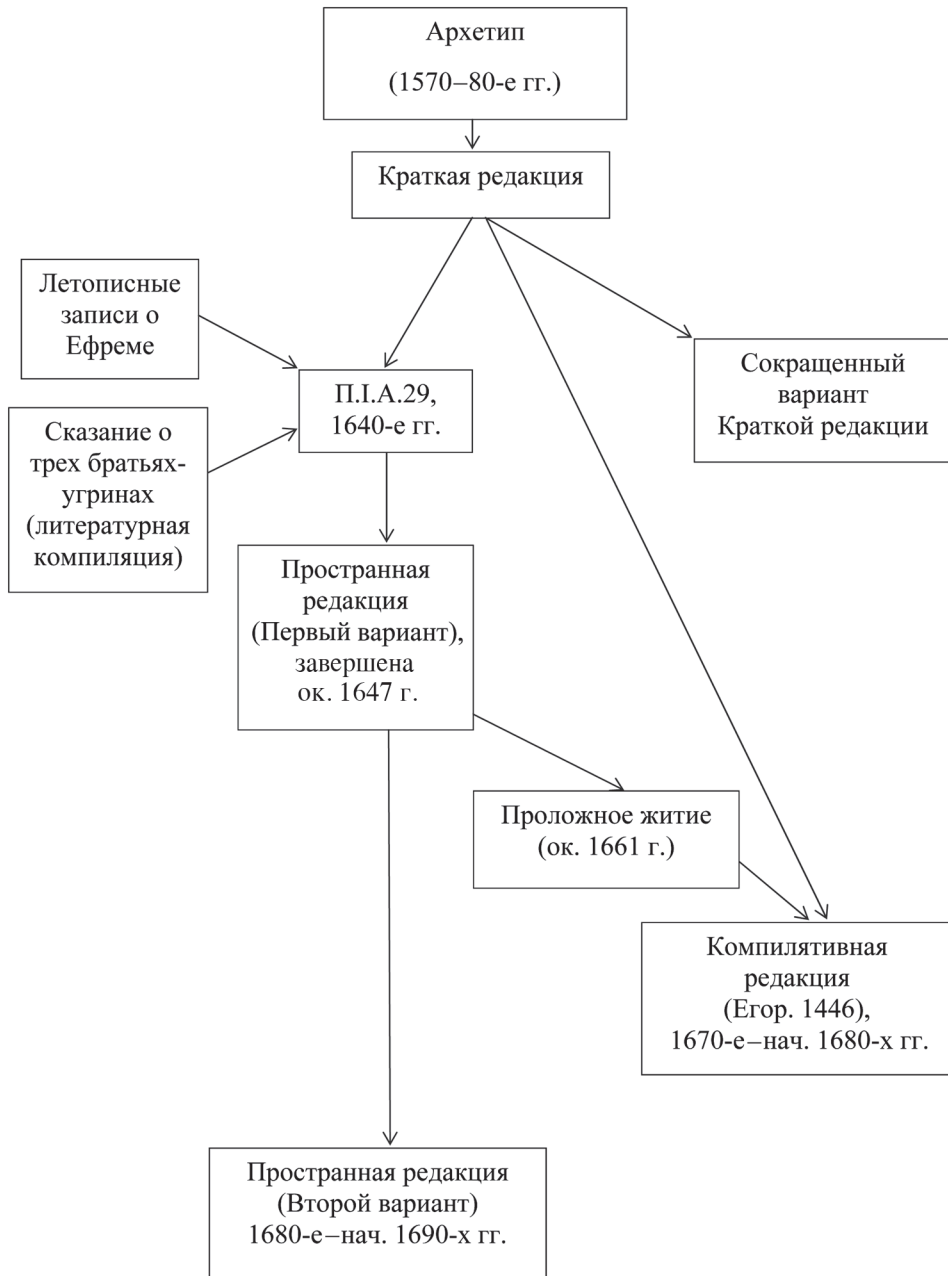 Архетип
(1570–80-е гг.)
Краткая редакция
Летописные
записи о
Ефреме
Сокращенный
вариант
Краткой редакции
П.I.А.29,
1640-е гг.
Сказание о
трех братьях-
угринах
(литературная
компиляция)
Пространная
редакция
(Первый вариант),
завершена
ок. 1647 г.
Проложное житие
(ок. 1661 г.)
Компилятивная
редакция
(Егор. 1446),
1670-е–нач. 1680-х гг.
Пространная редакция
(Второй вариант)
1680-е–нач. 1690-х гг.